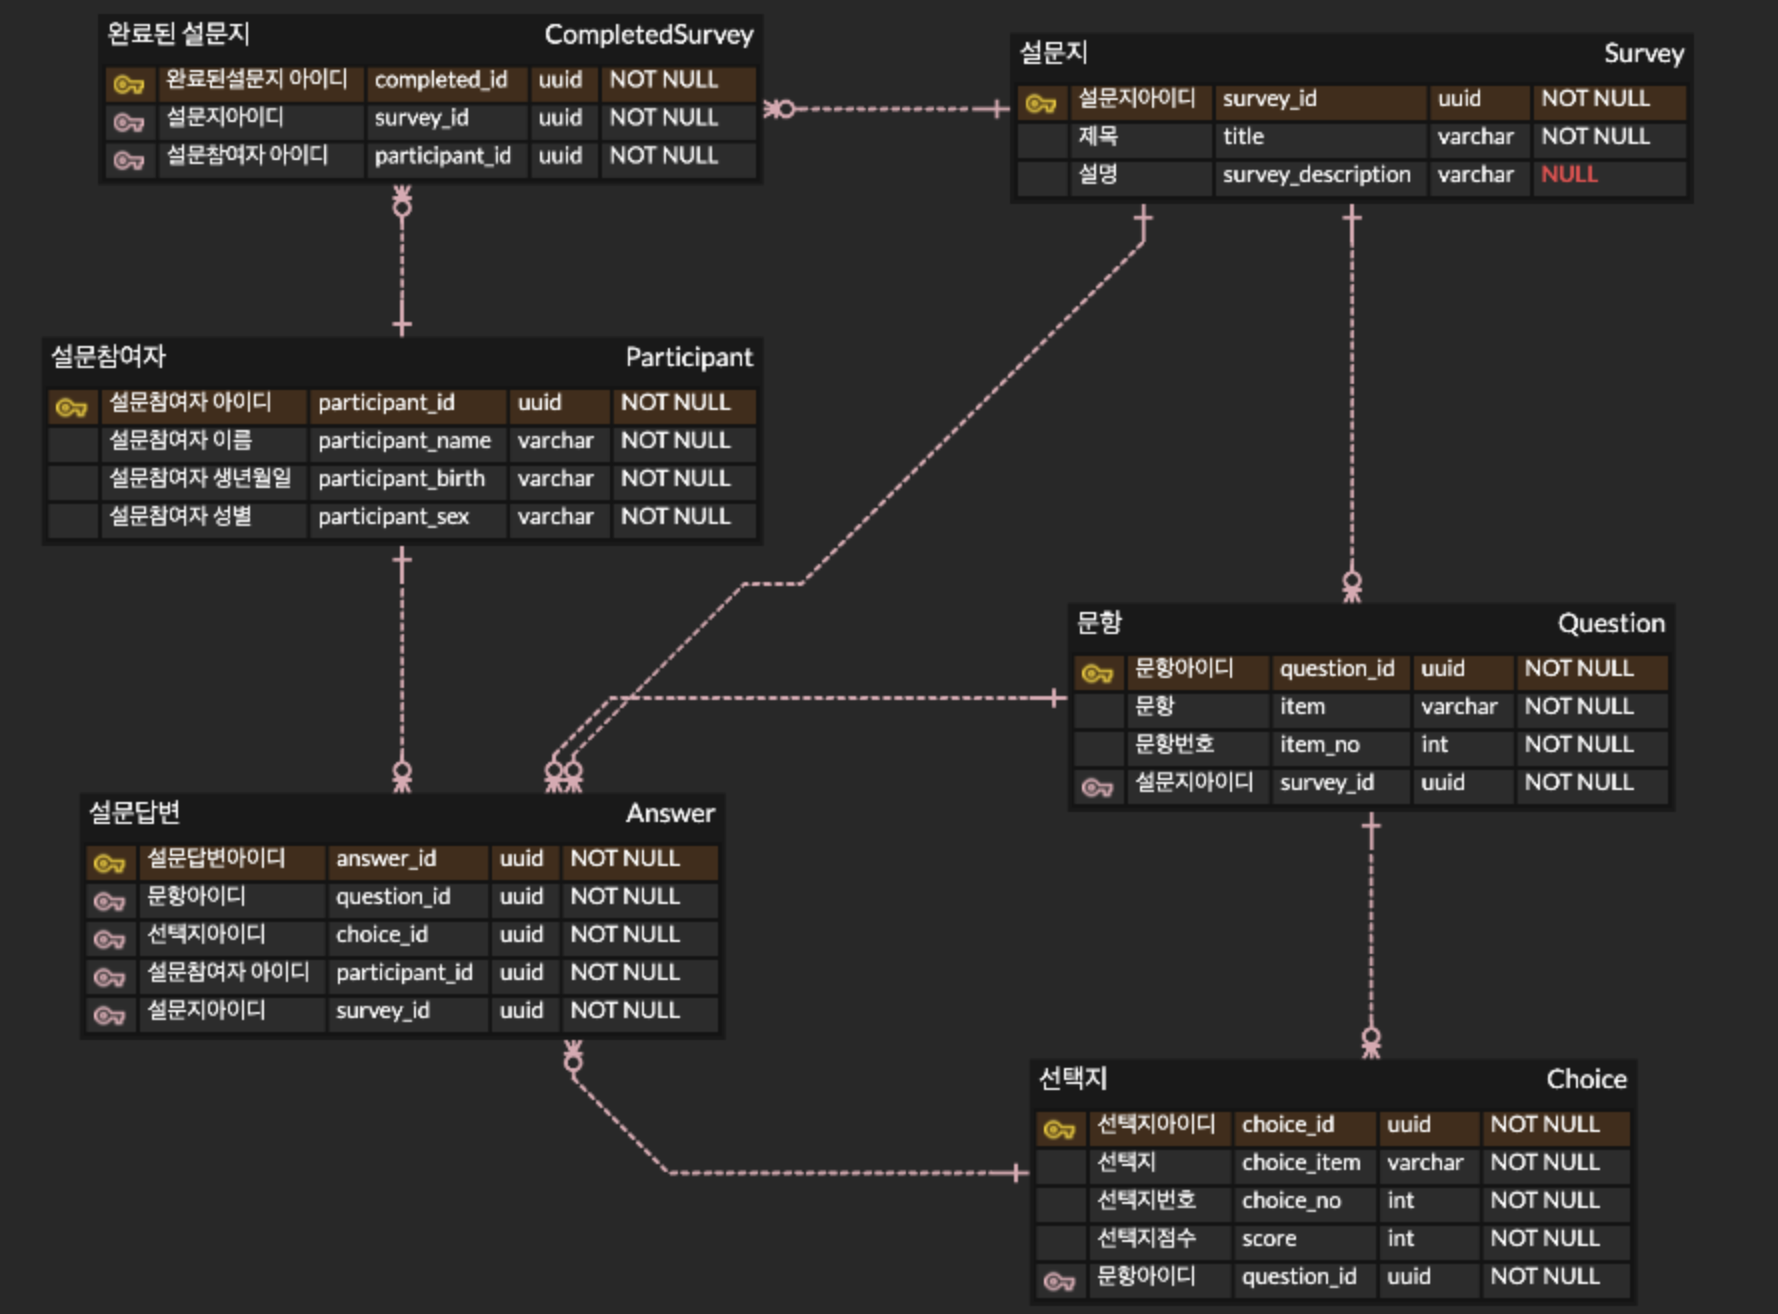 완료된 설문지 CompletedSurvey
완료된설문지 아이디 completed_id uuid NOT NULL
설문지아이디 survey_id uuid NOT NULL
설문참여자 아이디 participant_id uuid NOT NULL
설문지 Survey
설문지아이디 survey_id uuid NOT NULL
제목 title varchar NOT NULL
설명 survey_description varchar NULL
설문참여자 Participant
설문참여자 아이디 participant_id uuid NOT NULL
설문참여자 이름 participant_name varchar NOT NULL
설문참여자 생년월일 participant_birth varchar NOT NULL
설문참여자 성별 participant_sex varchar NOT NULL
문항 Question
문항아이디 question_id uuid NOT NULL
문항 item varchar NOT NULL
문항번호 item_no int NOT NULL
설문지아이디 survey_id uuid NOT NULL
설문답변 Answer
설문답변아이디 answer_id uuid NOT NULL
문항아이디 question_id uuid NOT NULL
선택지아이디 choice_id uuid NOT NULL
설문참여자 아이디 participant_id uuid NOT NULL
설문지아이디 survey_id uuid NOT NULL
선택지 Choice
선택지아이디 choice_id uuid NOT NULL
선택지 choice_item varchar NOT NULL
선택지번호 choice_no int NOT NULL
선택지점수 score int NOT NULL
문항아이디 question_id uuid NOT NULL